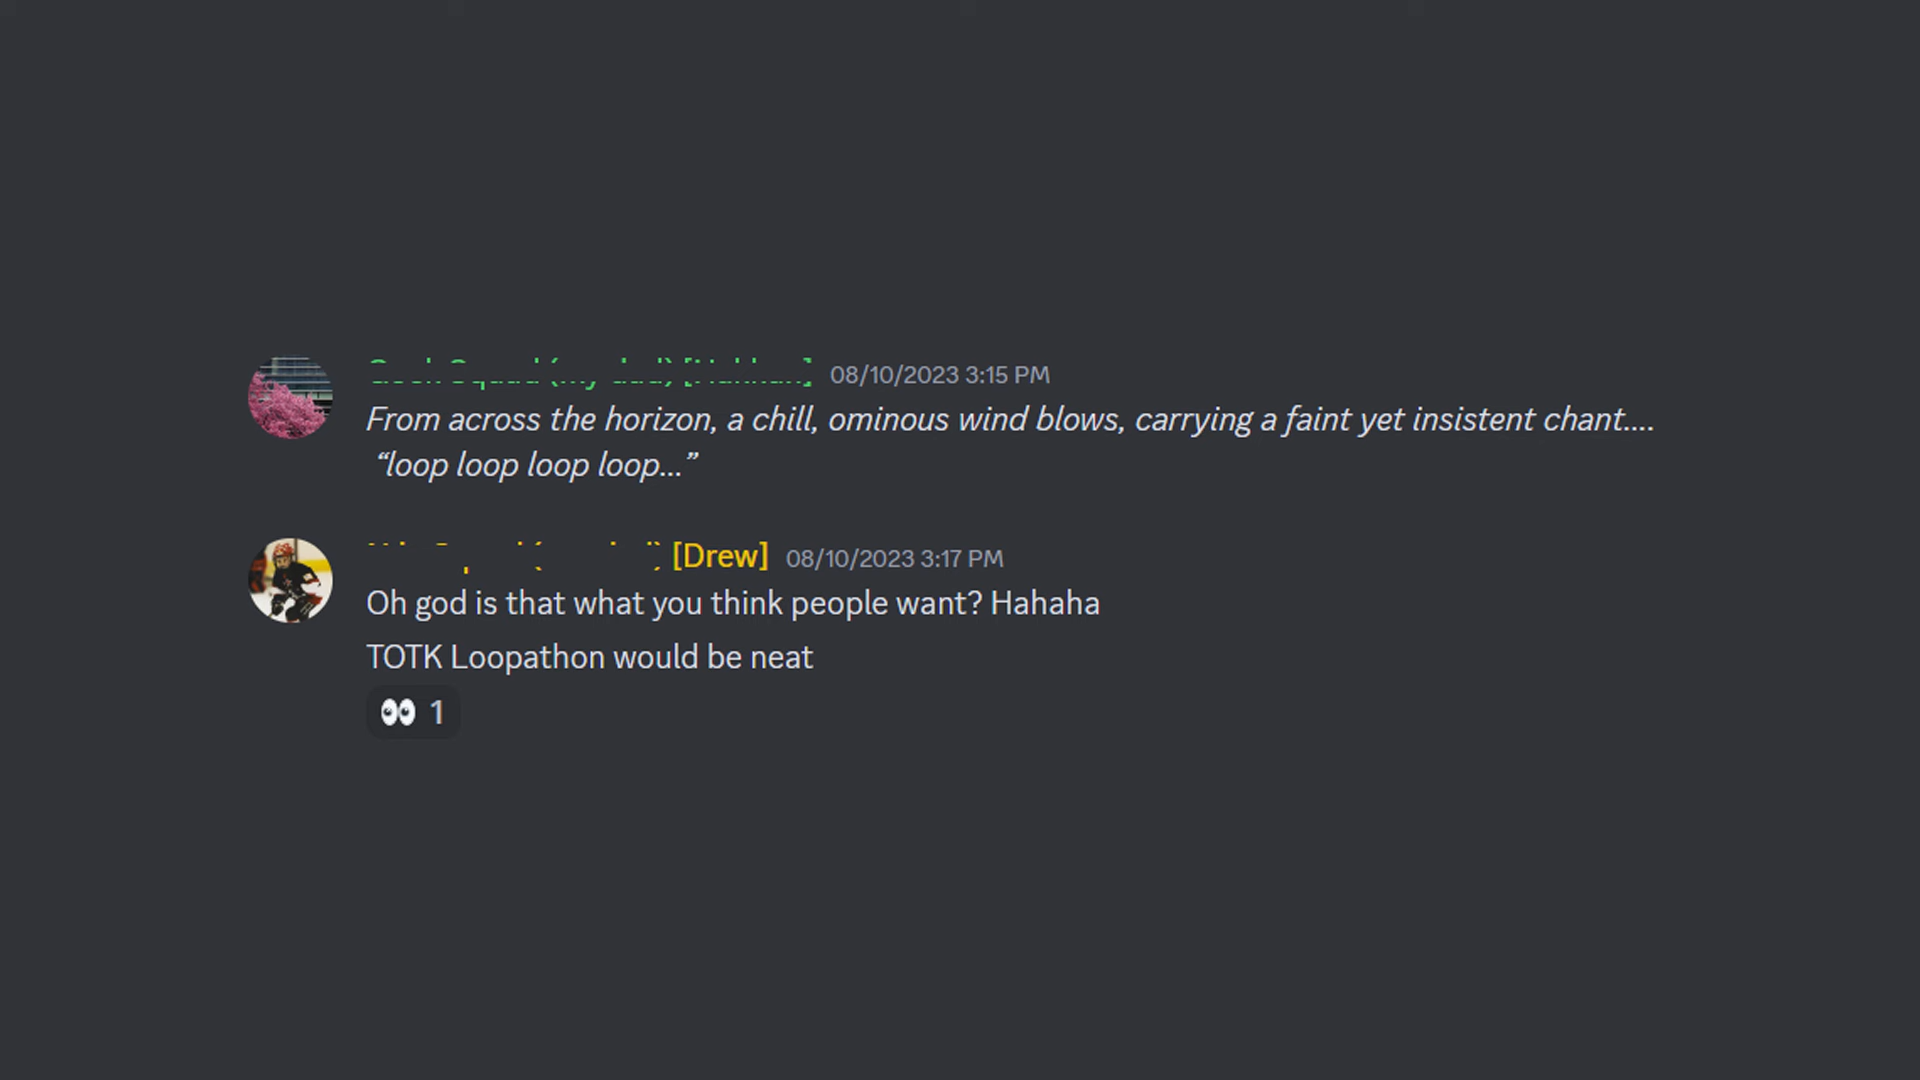 08/10/2023 3:15 PM
From across the horizon, a chill, ominous wind blows, carrying a faint yet insistent chant....
“loop loop loop loop...”
[Drew] 08/10/2023 3:17 PM
Oh god is that what you think people want? Hahaha
TOTK Loopathon would be neat
👀 1